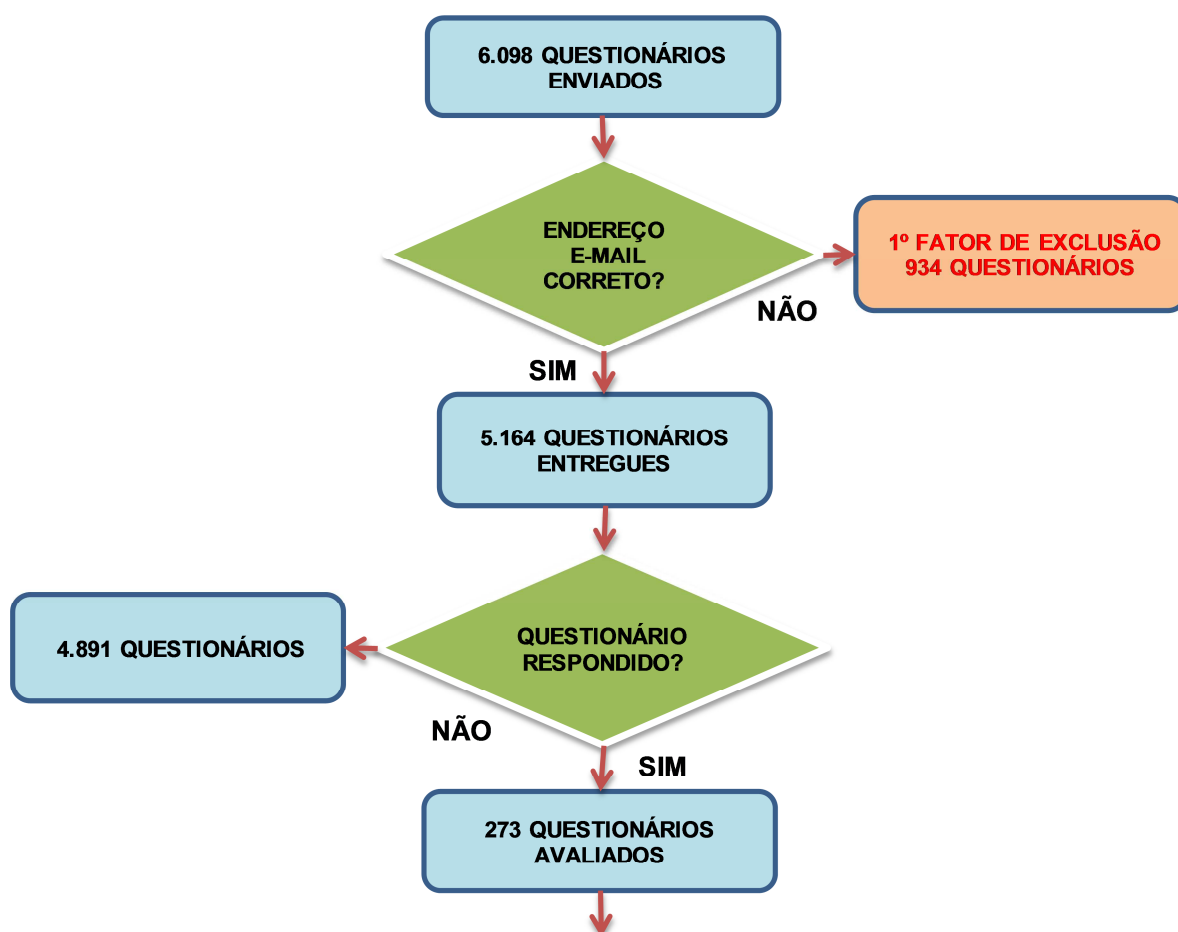 6.098 QUESTIONÁRIOS
ENVIADOS
ENDEREÇO
E-MAIL
CORRETO?
1º FATOR DE EXCLUSÃO
934 QUESTIONÁRIOS
NÃO
SIM
5.164 QUESTIONÁRIOS
ENTREGUES
QUESTIONÁRIO
RESPONDIDO?
4.891 QUESTIONÁRIOS
NÃO
SIM
273 QUESTIONÁRIOS
AVALIADOS